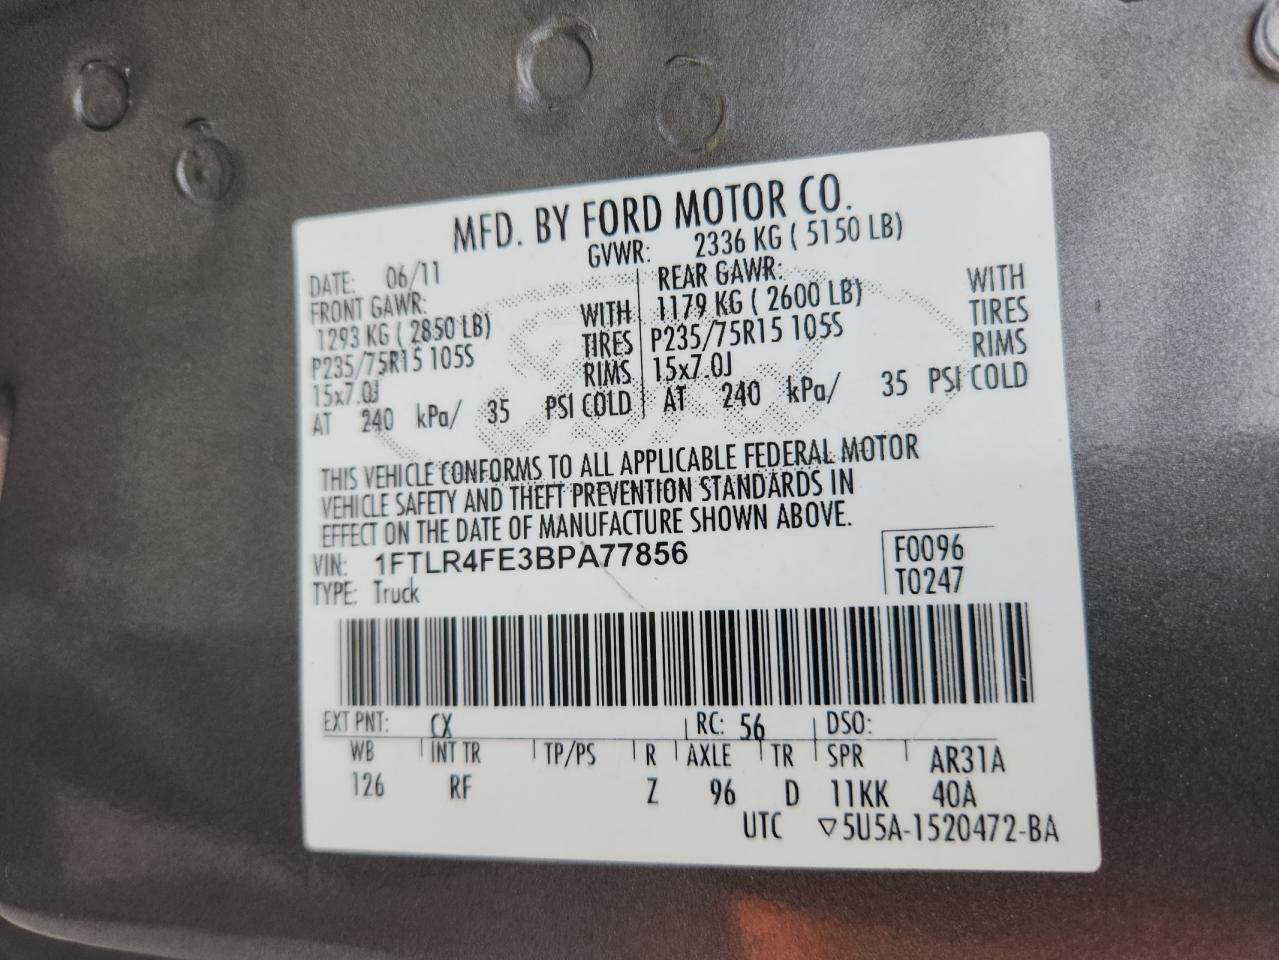 MFD. BY FORD MOTOR CO.
DATE: 06/11 GVWR: 2336 KG ( 5150 LB)
FRONT GAWR: REAR GAWR:
1293 KG ( 2850 LB) WITH 1179 KG ( 2600 LB) WITH
P235/75R15 105S TIRES P235/75R15 105S TIRES
15x7.0J RIMS 15x7.0J RIMS
AT 240 kPa/ 35 PSI COLD AT 240 kPa/ 35 PSI COLD
THIS VEHICLE CONFORMS TO ALL APPLICABLE FEDERAL MOTOR
VEHICLE SAFETY AND THEFT PREVENTION STANDARDS IN
EFFECT ON THE DATE OF MANUFACTURE SHOWN ABOVE.
VIN: 1FTLR4FE3BPA77856 F0096
TYPE: Truck T0247
EXT PNT: CX RC: 56 DSO:
WB INT TR TP/PS R AXLE TR SPR AR31A
126 RF Z 96 D 11KK 40A
UTC ▽5U5A-1520472-BA